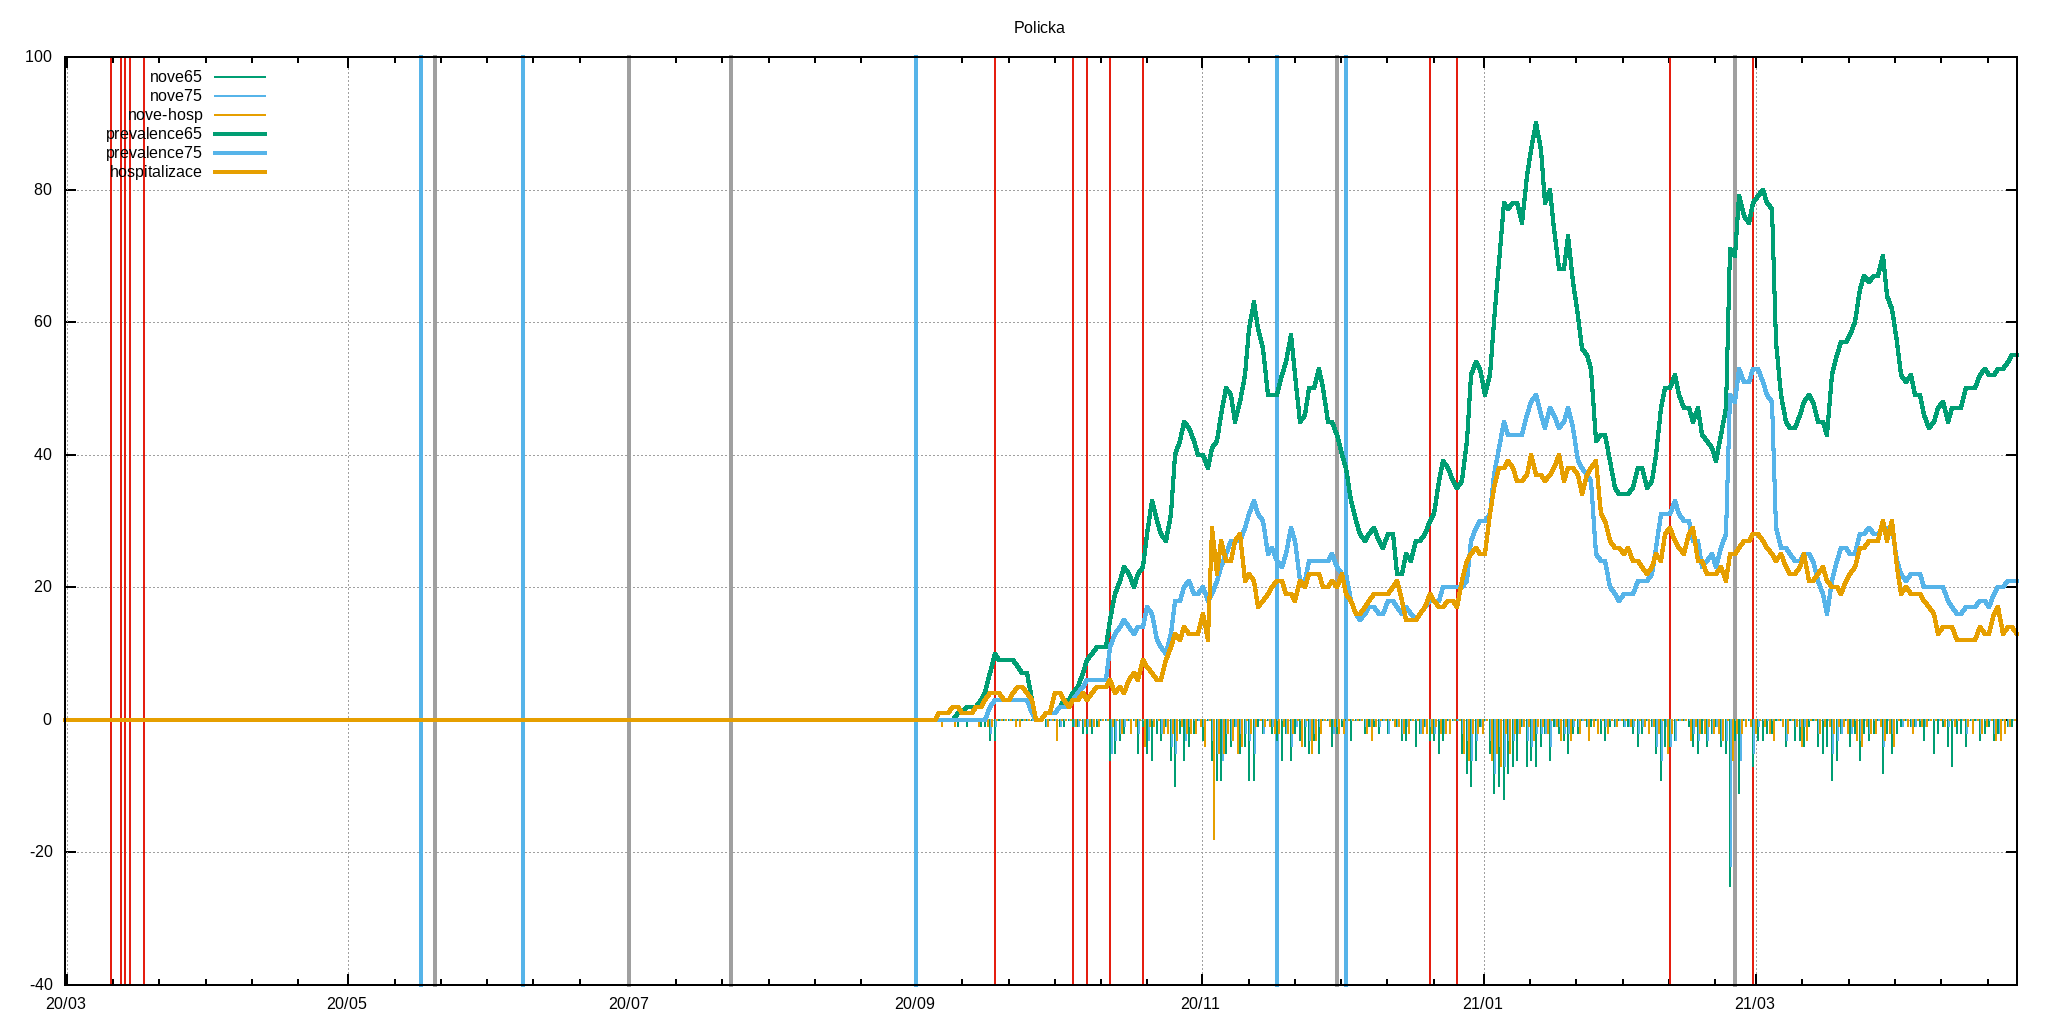 Policka
100
80
60
40
20
0
-20
-40
nove65
nove75
nove-hosp
prevalence65
prevalence75
hospitalizace
20/03 20/05 20/07 20/09 20/11 21/01 21/03